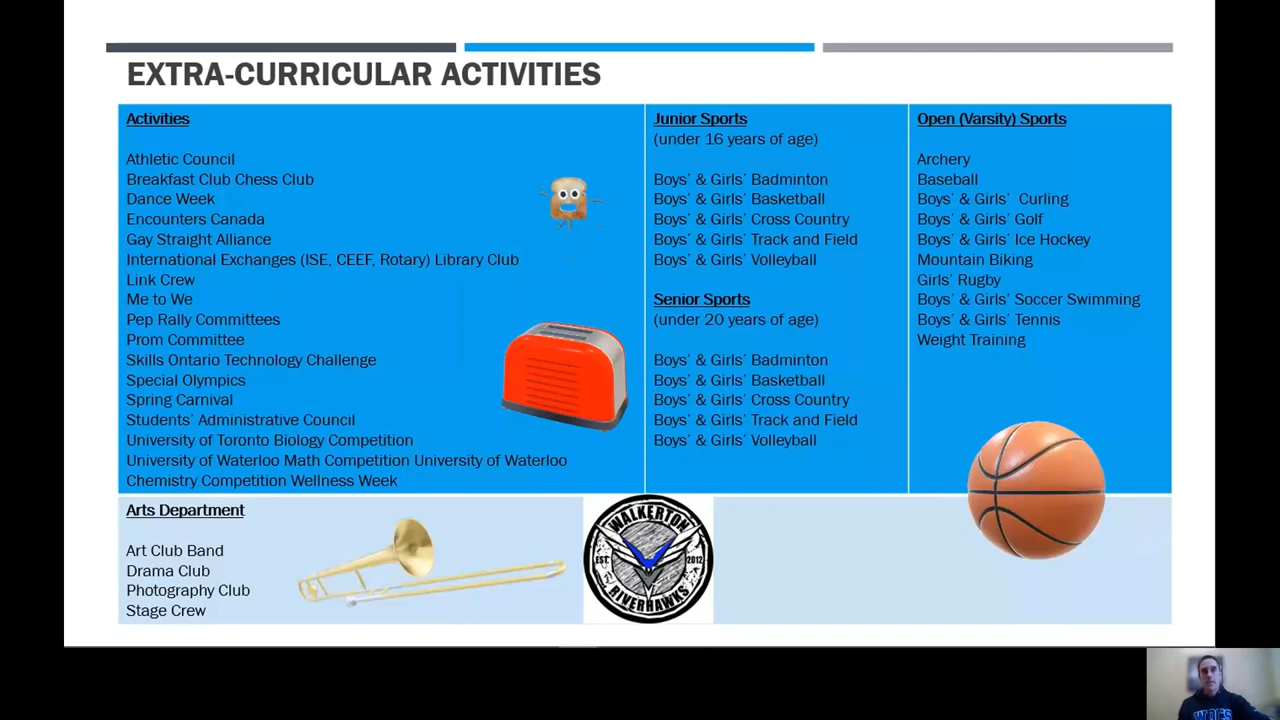 EXTRA-CURRICULAR ACTIVITIES
Activities
Athletic Council
Breakfast Club Chess Club
Dance Week
Encounters Canada
Gay Straight Alliance
International Exchanges (ISE, CEEF, Rotary) Library Club
Link Crew
Me to We
Pep Rally Committees
Prom Committee
Skills Ontario Technology Challenge
Special Olympics
Spring Carnival
Students' Administrative Council
University of Toronto Biology Competition
University of Waterloo Math Competition University of Waterloo
Chemistry Competition Wellness Week
Junior Sports
(under 16 years of age)
Boys' & Girls' Badminton
Boys' & Girls' Basketball
Boys' & Girls' Cross Country
Boys' & Girls' Track and Field
Boys' & Girls' Volleyball
Senior Sports
(under 20 years of age)
Boys' & Girls' Badminton
Boys' & Girls' Basketball
Boys' & Girls' Cross Country
Boys' & Girls' Track and Field
Boys' & Girls' Volleyball
Open (Varsity) Sports
Archery
Baseball
Boys' & Girls' Curling
Boys' & Girls' Golf
Boys' & Girls' Ice Hockey
Mountain Biking
Girls' Rugby
Boys' & Girls' Soccer Swimming
Boys' & Girls' Tennis
Weight Training
Arts Department
Art Club Band
Drama Club
Photography Club
Stage Crew
WALKERTON
EST. 2012
RIVERHAWKS